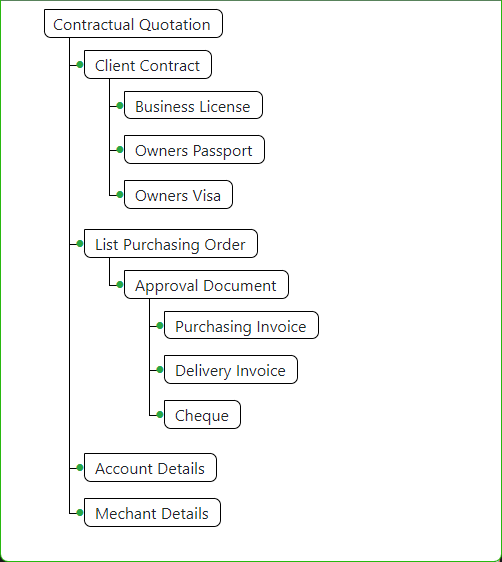 Contractual Quotation
Client Contract
Business License
Owners Passport
Owners Visa
List Purchasing Order
Approval Document
Purchasing Invoice
Delivery Invoice
Cheque
Account Details
Mechant Details